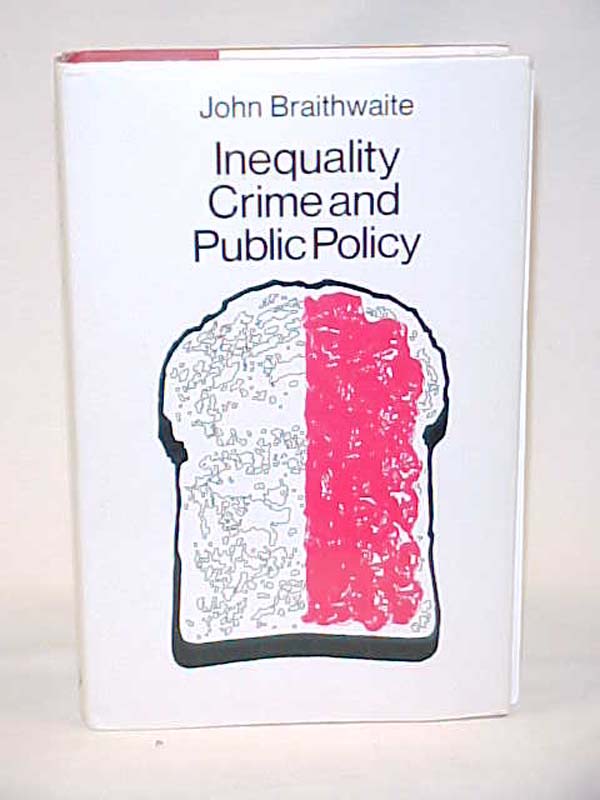 John Braithwaite
Inequality
Crime and
Public Policy